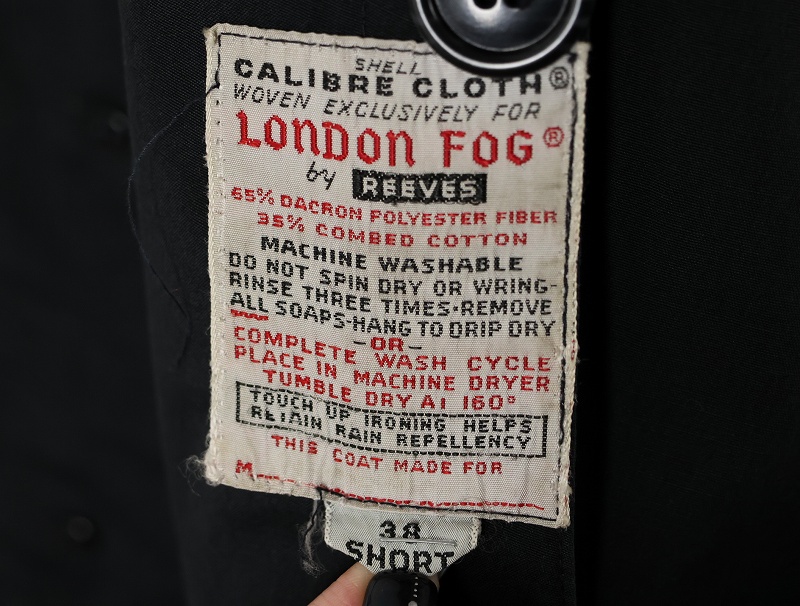 SHELL
CALIBRE CLOTH®
WOVEN EXCLUSIVELY FOR
LONDON FOG®
by REEVES
65% DACRON POLYESTER FIBER
35% COMBED COTTON
MACHINE WASHABLE
DO NOT SPIN DRY OR WRING-
RINSE THREE TIMES·REMOVE
ALL SOAPS-HANG TO DRIP DRY
-OR-
COMPLETE WASH CYCLE
PLACE IN MACHINE DRYER
TUMBLE DRY AT 160°
TOUCH UP IRONING HELPS
RETAIN RAIN REPELLENCY
THIS COAT MADE FOR
M
38
SHORT